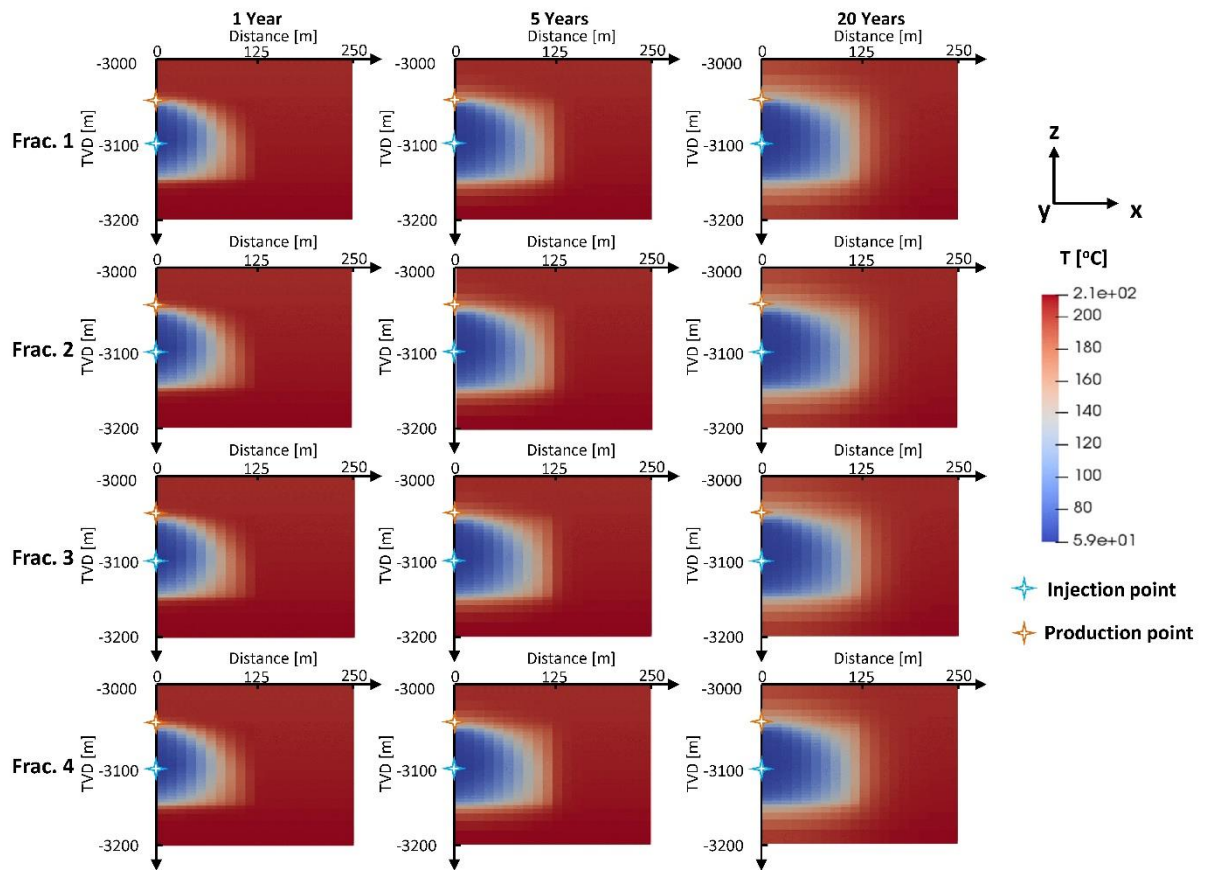 1 Year 5 Years 20 Years
Distance [m] Distance [m] Distance [m]
0 125 250 0 125 250 0 125 250
-3000 -3000 -3000
Frac. 1 TVD [m] -3100 TVD [m] -3100 TVD [m] -3100
-3200 -3200 -3200
Distance [m] Distance [m] Distance [m]
0 125 250 0 125 250 0 125 250
-3000 -3000 -3000
Frac. 2 TVD [m] -3100 TVD [m] -3100 TVD [m] -3100
-3200 -3200 -3200
Distance [m] Distance [m] Distance [m]
0 125 250 0 125 250 0 125 250
-3000 -3000 -3000
Frac. 3 TVD [m] -3100 TVD [m] -3100 TVD [m] -3100
-3200 -3200 -3200
Distance [m] Distance [m] Distance [m]
0 125 250 0 125 250 0 125 250
-3000 -3000 -3000
Frac. 4 TVD [m] -3100 TVD [m] -3100 TVD [m] -3100
-3200 -3200 -3200
z
y x
T [°C]
2.1e+02
200
180
160
140
120
100
80
5.9e+01
Injection point
Production point